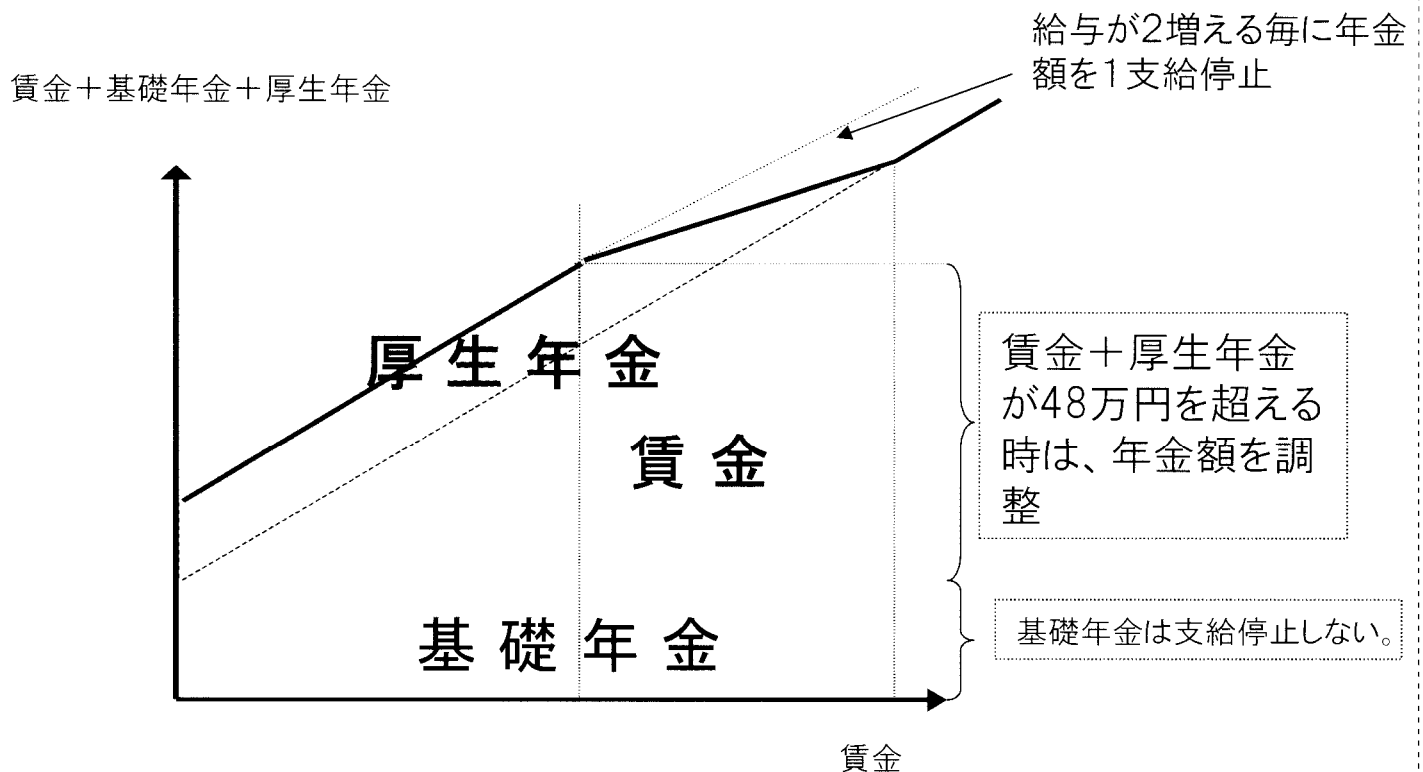 給与が2増える毎に年金
額を1支給停止
賃金＋基礎年金＋厚生年金
厚生年金
賃金
賃金＋厚生年金
が48万円を超える
時は、年金額を調
整
基礎年金
基礎年金は支給停止しない。
賃金